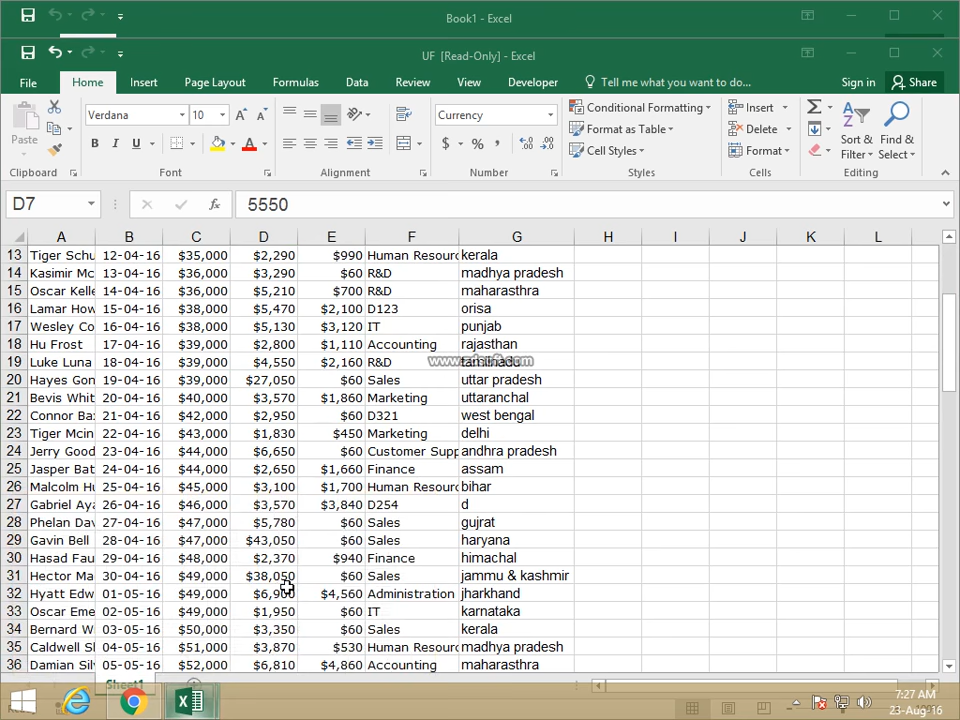 Book1 - Excel
UF [Read-Only] - Excel
File Home Insert Page Layout Formulas Data Review View Developer Tell me what you want to do... Sign in Share
Verdana 10 Currency Conditional Formatting Insert
Paste B I U $ % , Format as Table Delete Sort & Find &
Cell Styles Format Filter Select
Clipboard Font Alignment Number Styles Cells Editing
D7 fx 5550
A B C D E F G H I J K L
13 Tiger Schu 12-04-16 $35,000 $2,290 $990 Human Resourc kerala
14 Kasimir Mc 13-04-16 $36,000 $3,290 $60 R&D madhya pradesh
15 Oscar Kelle 14-04-16 $36,000 $5,210 $700 R&D maharasthra
16 Lamar How 15-04-16 $38,000 $5,470 $2,100 D123 orisa
17 Wesley Co 16-04-16 $38,000 $5,130 $3,120 IT punjab
18 Hu Frost 17-04-16 $39,000 $2,800 $1,110 Accounting rajasthan
19 Luke Luna 18-04-16 $39,000 $4,550 $2,160 R&D
20 Hayes Gon 19-04-16 $39,000 $27,050 $60 Sales uttar pradesh
21 Bevis Whit 20-04-16 $40,000 $3,570 $1,860 Marketing uttaranchal
22 Connor Ba 21-04-16 $42,000 $2,950 $60 D321 west bengal
23 Tiger Mcin 22-04-16 $43,000 $1,830 $450 Marketing delhi
24 Jerry Good 23-04-16 $44,000 $6,650 $60 Customer Supp andhra pradesh
25 Jasper Bat 24-04-16 $44,000 $2,650 $1,660 Finance assam
26 Malcolm Hu 25-04-16 $45,000 $3,100 $1,700 Human Resourc bihar
27 Gabriel Aya 26-04-16 $46,000 $3,570 $3,840 D254 d
28 Phelan Dav 27-04-16 $47,000 $5,780 $60 Sales gujrat
29 Gavin Bell 28-04-16 $47,000 $43,050 $60 Sales haryana
30 Hasad Fau 29-04-16 $48,000 $2,370 $940 Finance himachal
31 Hector Ma 30-04-16 $49,000 $38,050 $60 Sales jammu & kashmir
32 Hyatt Edw 01-05-16 $49,000 $4,560 Administration jharkhand
33 Oscar Eme 02-05-16 $49,000 $1,950 $60 IT karnataka
34 Bernard W 03-05-16 $50,000 $3,350 $60 Sales kerala
35 Caldwell Sh 04-05-16 $51,000 $3,870 $530 Human Resourc madhya pradesh
36 Damian Silv 05-05-16 $52,000 $6,810 $4,860 Accounting maharasthra
Sheet1
7:27 AM
23-Aug-16